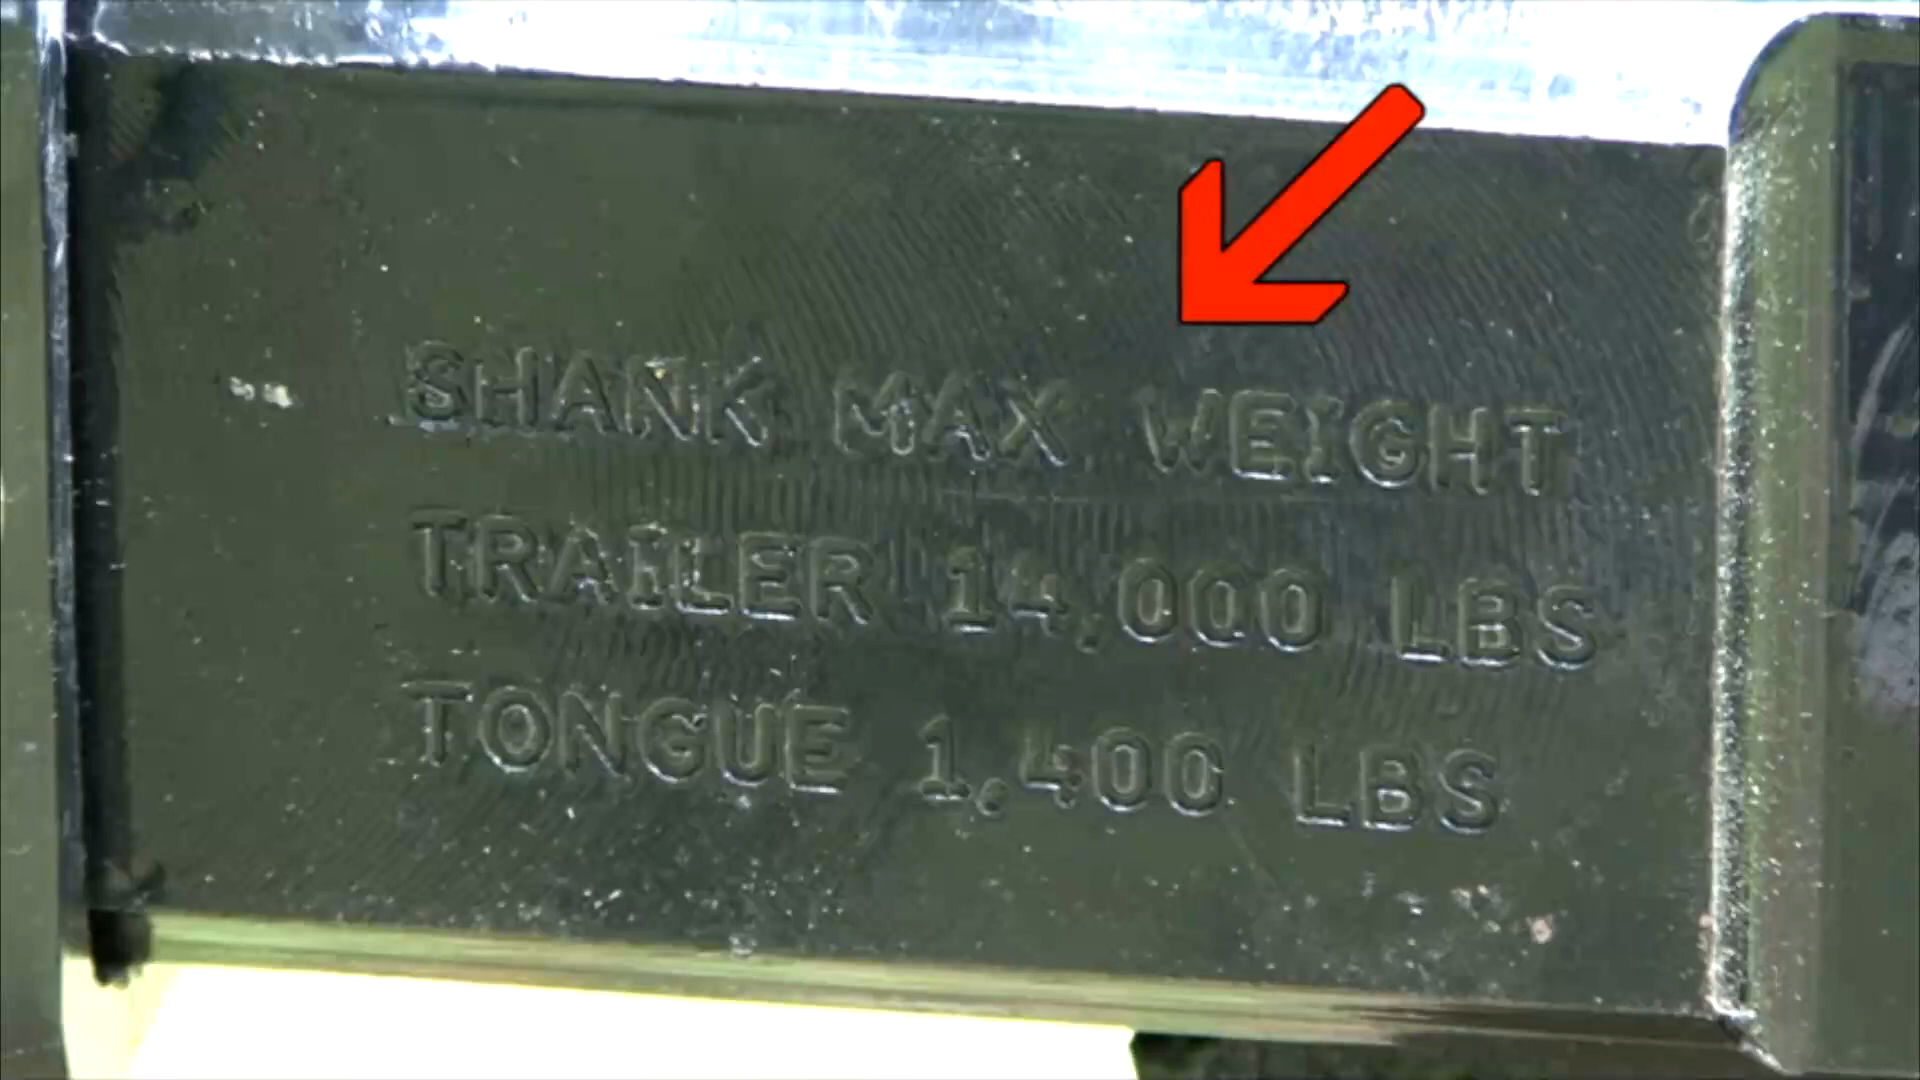 SHANK MAX WEIGHT
TRAILER 14,000 LBS
TONGUE 1,400 LBS